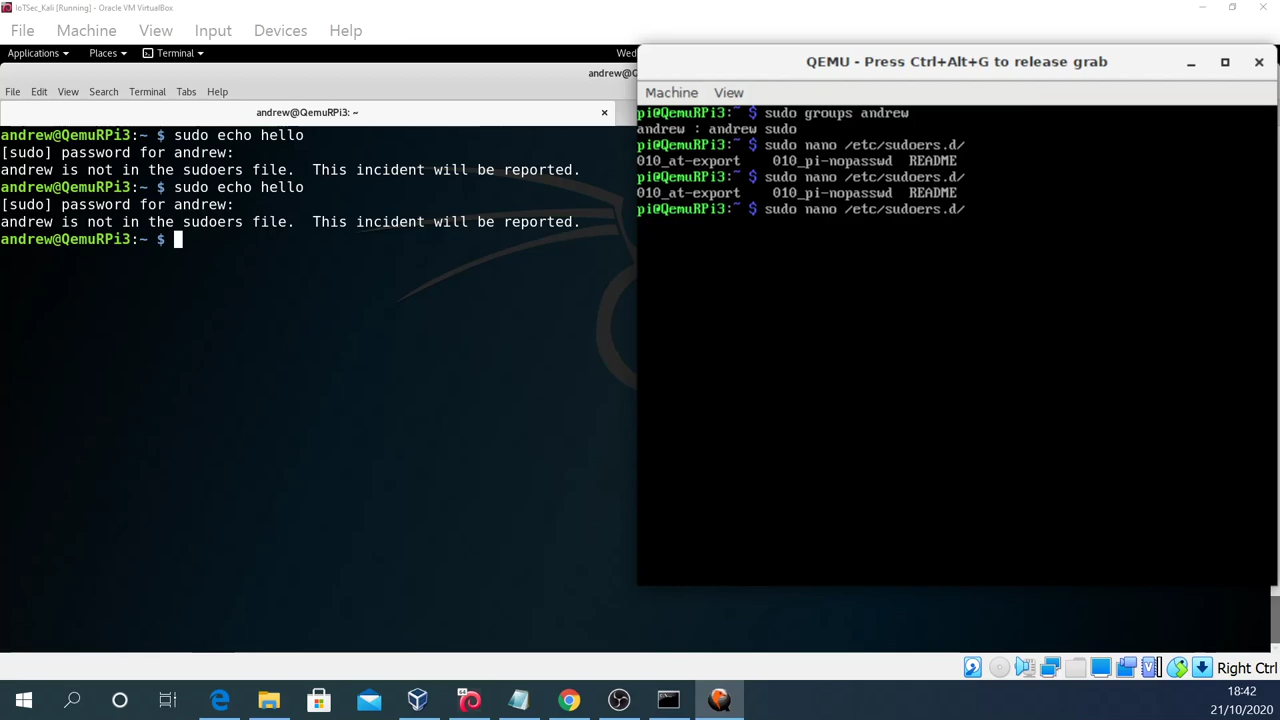 IoTSec_Kali [Running] - Oracle VM VirtualBox
File Machine View Input Devices Help
Applications Places Terminal Wed
andrew@Q
File Edit View Search Terminal Tabs Help
andrew@QemuRPi3: ~
andrew@QemuRPi3:~ $ sudo echo hello
[sudo] password for andrew:
andrew is not in the sudoers file.  This incident will be reported.
andrew@QemuRPi3:~ $ sudo echo hello
[sudo] password for andrew:
andrew is not in the sudoers file.  This incident will be reported.
andrew@QemuRPi3:~ $
QEMU - Press Ctrl+Alt+G to release grab
Machine View
pi@QemuRPi3:~ $ sudo groups andrew
andrew : andrew sudo
pi@QemuRPi3:~ $ sudo nano /etc/sudoers.d/
010_at-export 010_pi-nopasswd README
pi@QemuRPi3:~ $ sudo nano /etc/sudoers.d/
010_at-export 010_pi-nopasswd README
pi@QemuRPi3:~ $ sudo nano /etc/sudoers.d/
Right Ctrl
18:42
21/10/2020